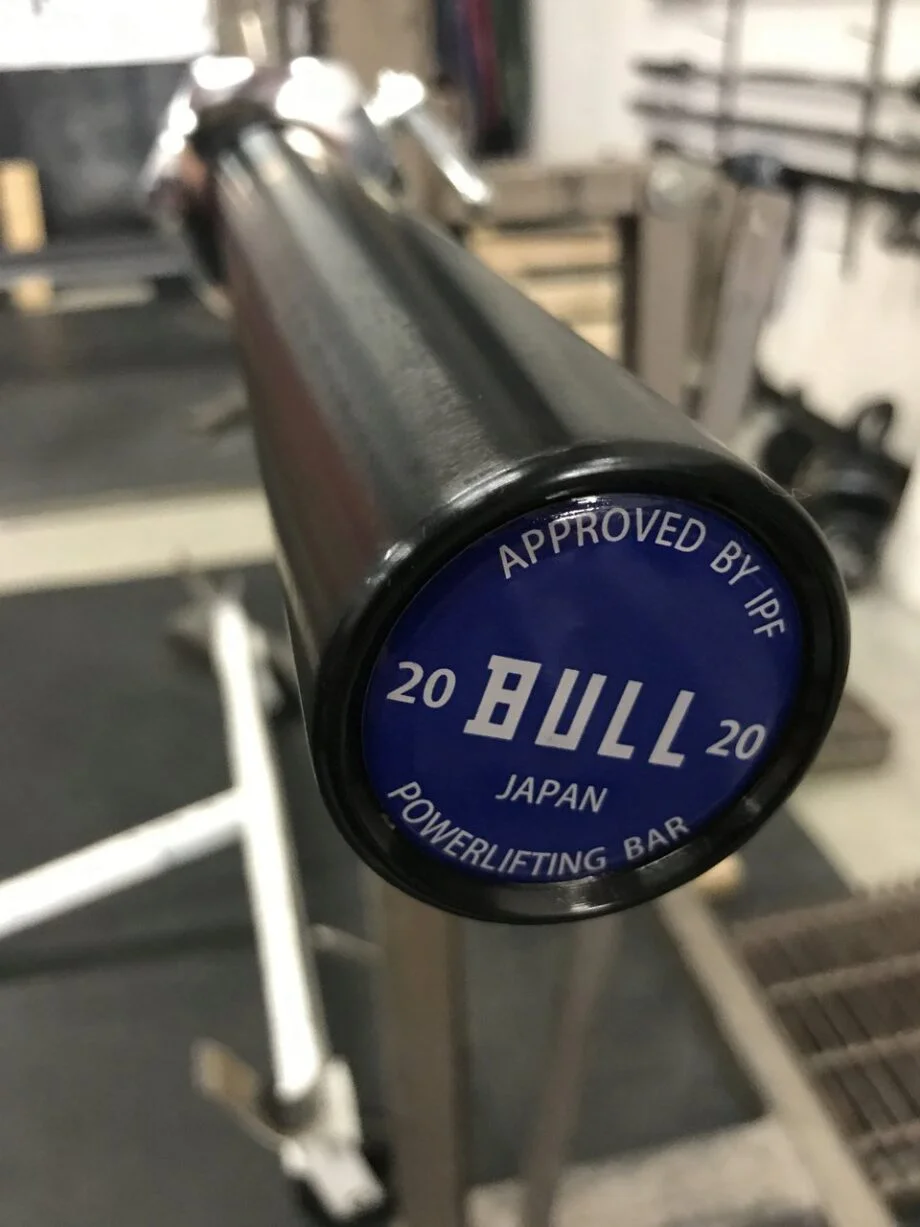 APPROVED BY IPF
20 BULL 20
JAPAN
POWERLIFTING BAR